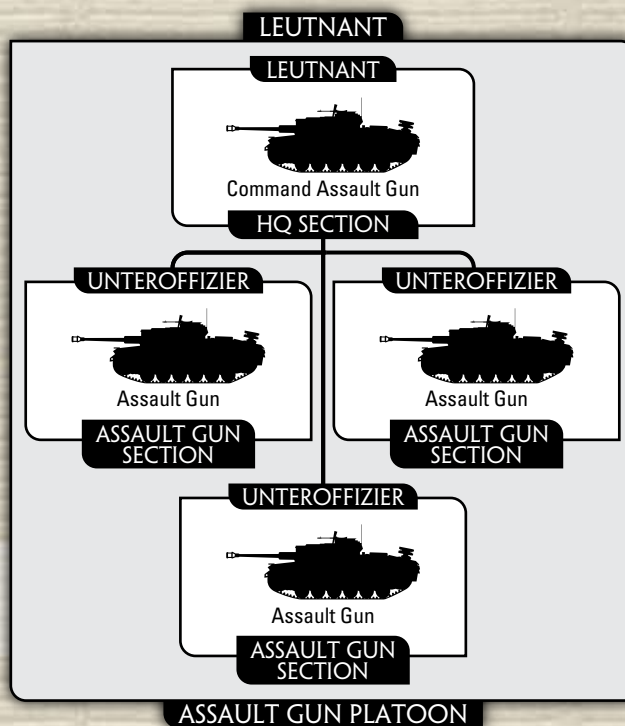 LEUTNANT
LEUTNANT
Command Assault Gun
HQ SECTION
UNTEROFFIZIER
Assault Gun
ASSAULT GUN
SECTION
UNTEROFFIZIER
Assault Gun
ASSAULT GUN
SECTION
UNTEROFFIZIER
Assault Gun
ASSAULT GUN
SECTION
ASSAULT GUN PLATOON